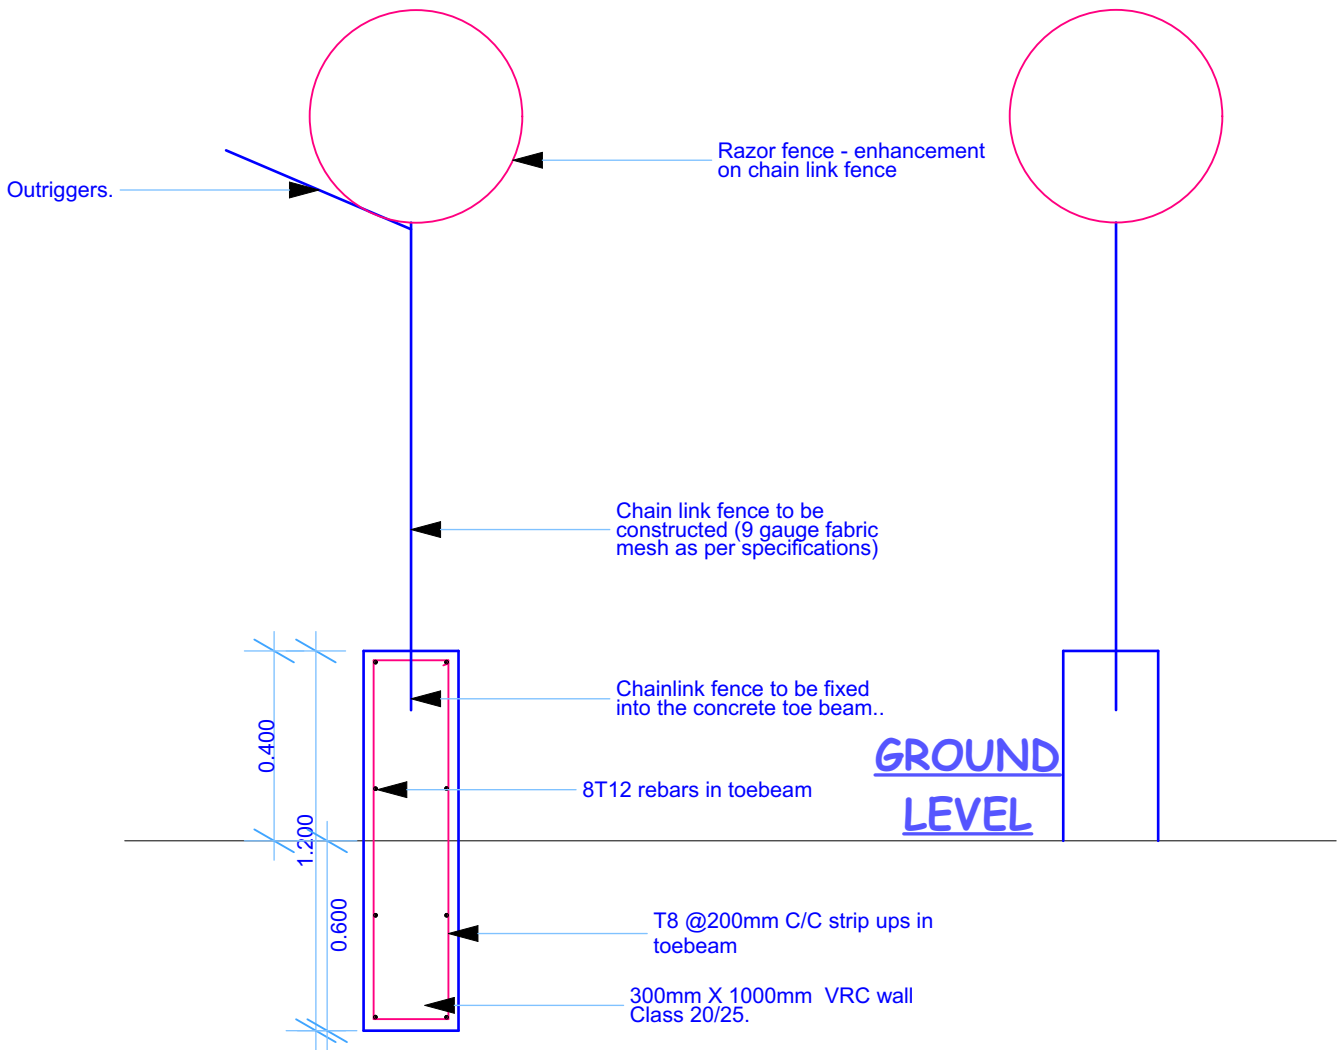 Razor fence - enhancement
on chain link fence
Outriggers.
Chain link fence to be
constructed (9 gauge fabric
mesh as per specifications)
Chainlink fence to be fixed
into the concrete toe beam..
0.400
GROUND
LEVEL
8T12 rebars in toebeam
1.200
0.600
T8 @200mm C/C strip ups in
toebeam
300mm X 1000mm VRC wall
Class 20/25.